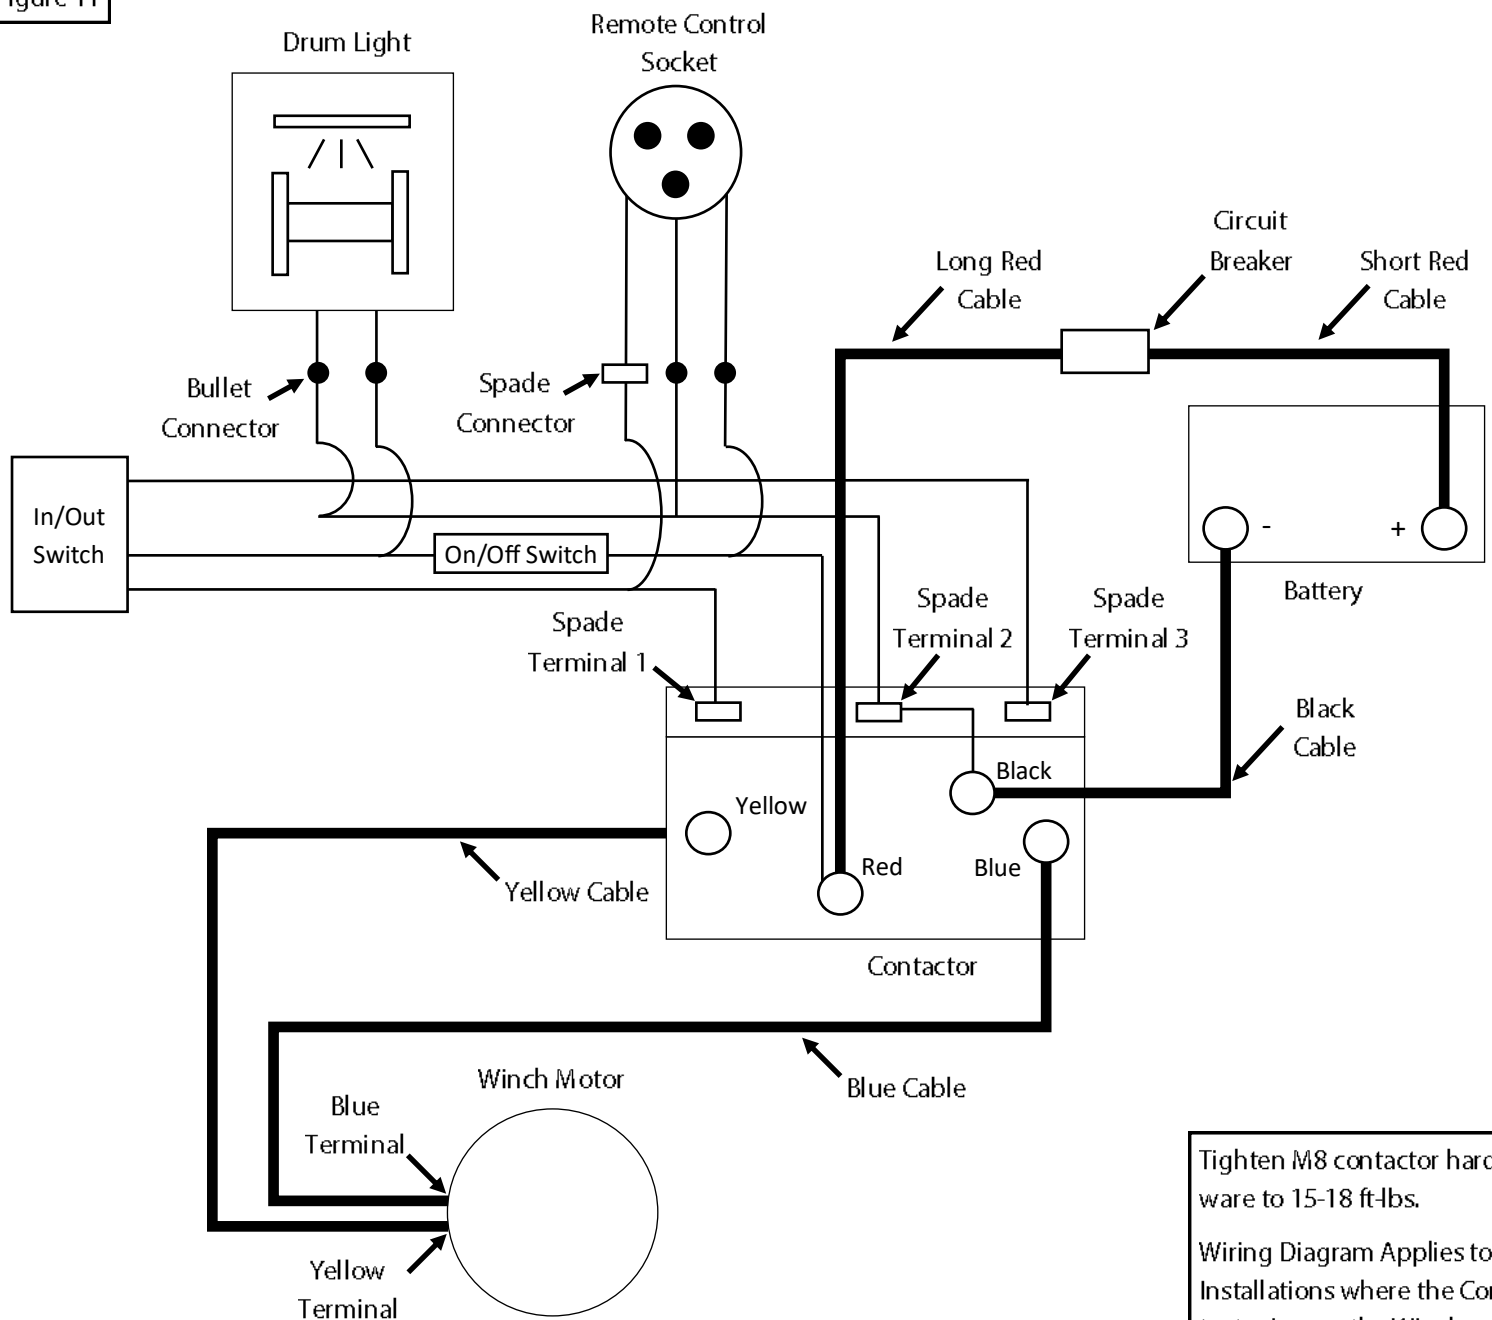 Figure 11
Drum Light
Remote Control
Socket
Circuit
Breaker
Long Red
Cable
Short Red
Cable
Bullet
Connector
Spade
Connector
In/Out
Switch
On/Off Switch
-
+
Battery
Spade
Terminal 1
Spade
Terminal 2
Spade
Terminal 3
Black
Cable
Black
Yellow
Blue
Red
Yellow Cable
Contactor
Blue Cable
Winch Motor
Blue
Terminal
Yellow
Terminal
Tighten M8 contactor hard
ware to 15-18 ft-lbs.
Wiring Diagram Applies to
Installations where the Con